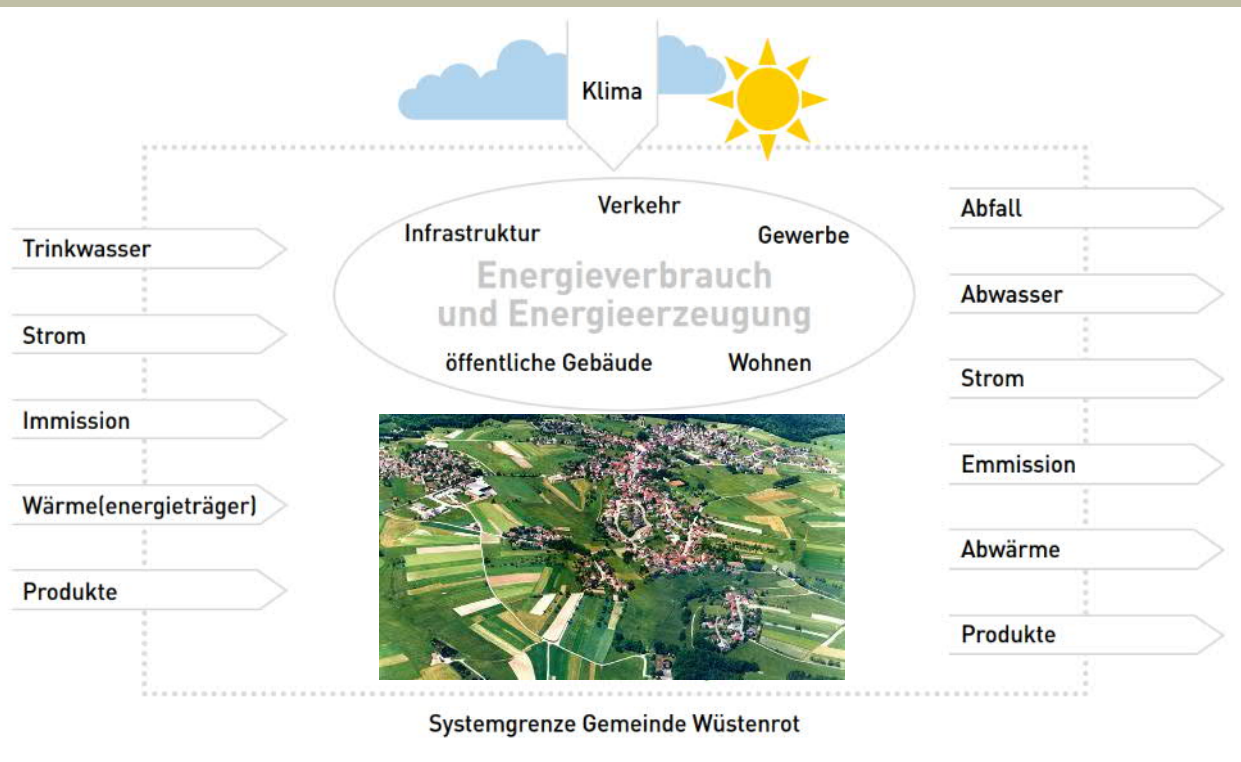 Klima
Verkehr
Infrastruktur
Gewerbe
Energieverbrauch
und Energieerzeugung
öffentliche Gebäude
Wohnen
Trinkwasser
Strom
Immission
Wärme(energieträger)
Produkte
Abfall
Abwasser
Strom
Emmission
Abwärme
Produkte
Systemgrenze Gemeinde Wüstenrot